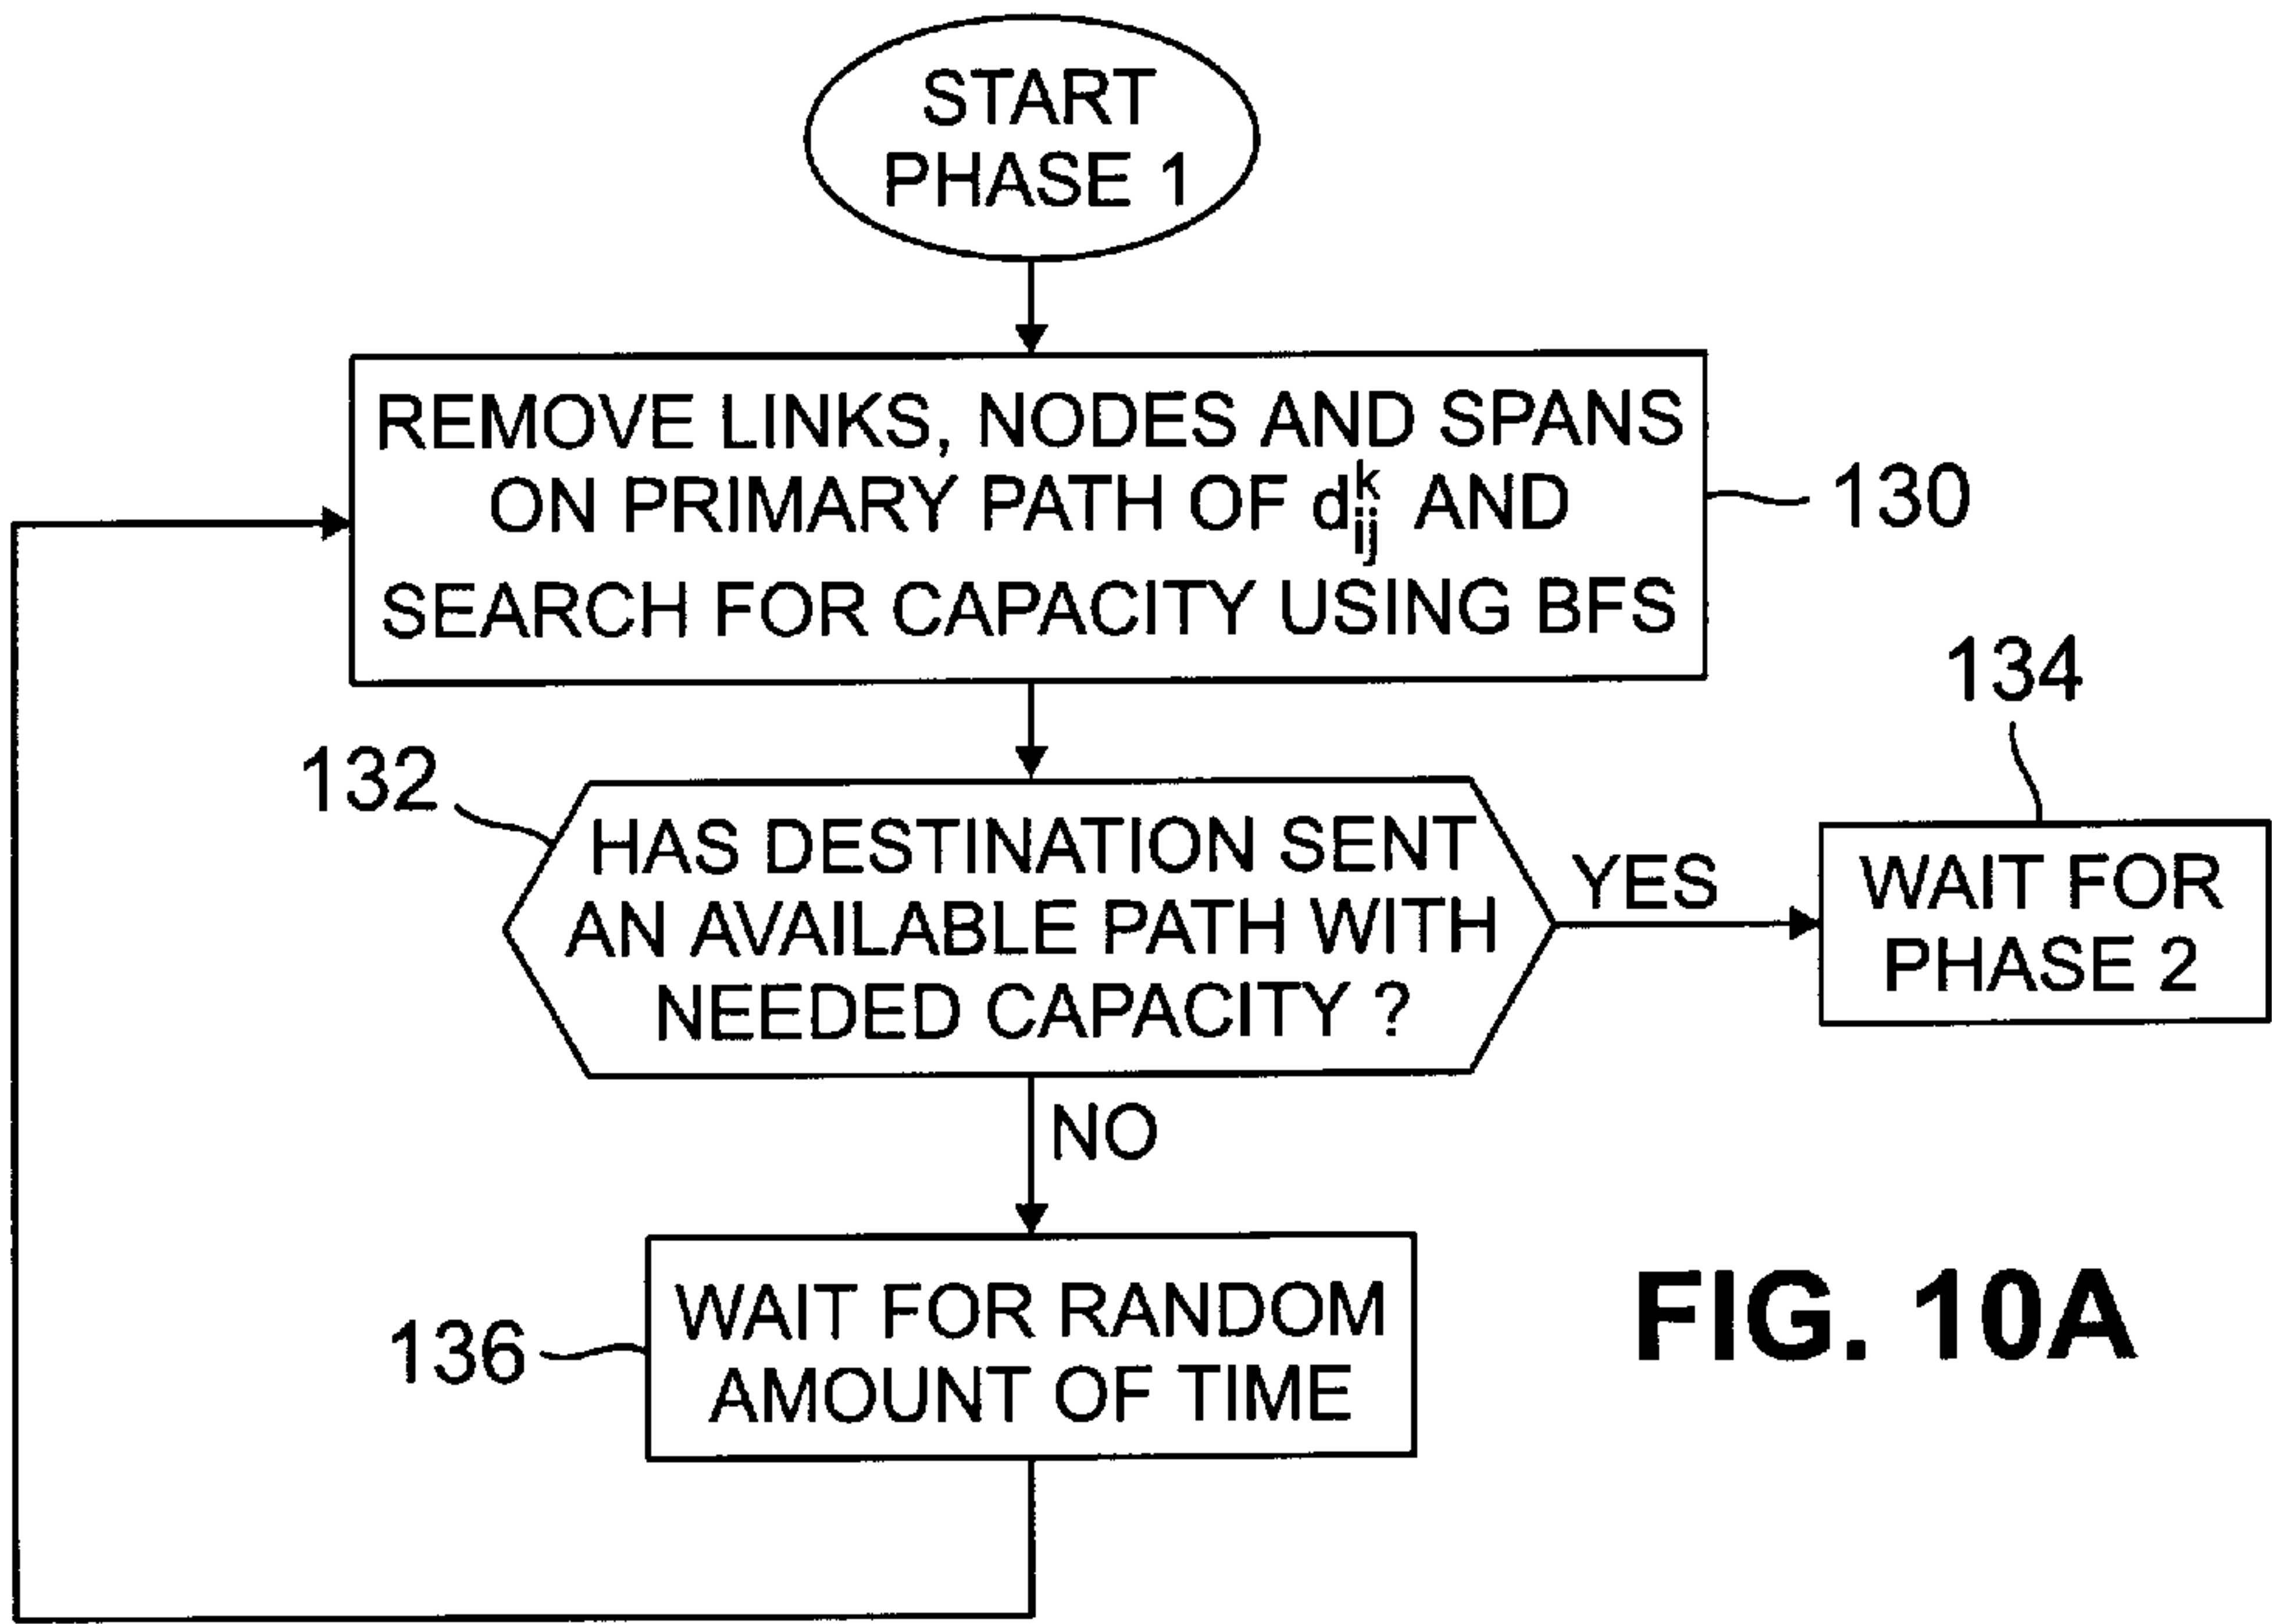 START
PHASE 1
REMOVE LINKS, NODES AND SPANS
ON PRIMARY PATH OF d_{ij}^{k} AND
SEARCH FOR CAPACITY USING BFS
130
132
HAS DESTINATION SENT
AN AVAILABLE PATH WITH
NEEDED CAPACITY ?
YES
134
WAIT FOR
PHASE 2
NO
136
WAIT FOR RANDOM
AMOUNT OF TIME
FIG. 10A